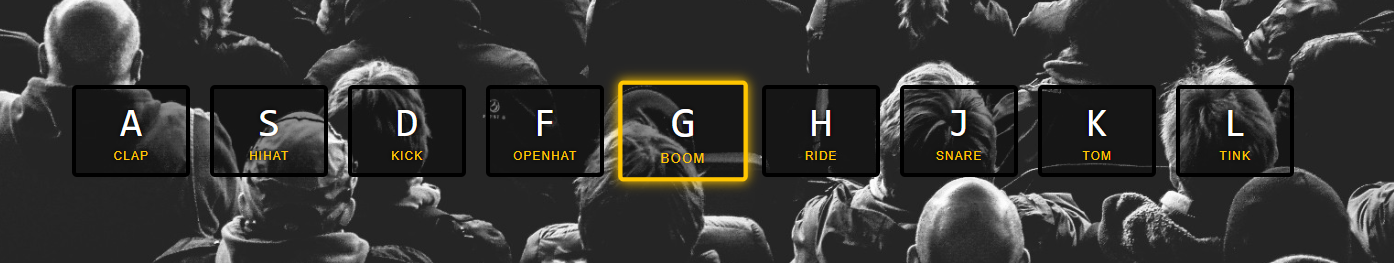 A S D F G H J K L
CLAP HIHAT KICK OPENHAT BOOM RIDE SNARE TOM TINK